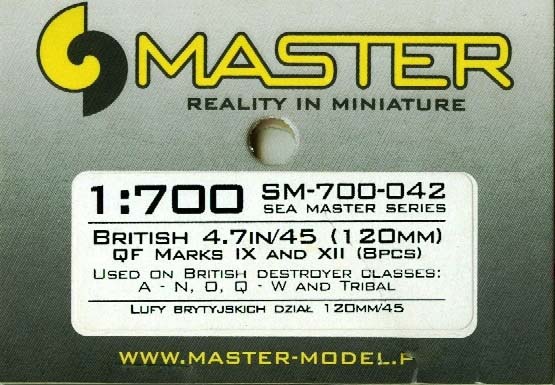 MASTER
REALITY IN MINIATURE
1:700 SM-700-042
SEA MASTER SERIES
BRITISH 4.7IN/45 (120MM)
QF MARKS IX AND XII (8PCS)
USED ON BRITISH DESTROYER CLASSES:
A - N, O, Q - W AND TRIBAL
LUFY BRYTYJSKICH DZIAŁ 120MM/45
WWW.MASTER-MODEL.P